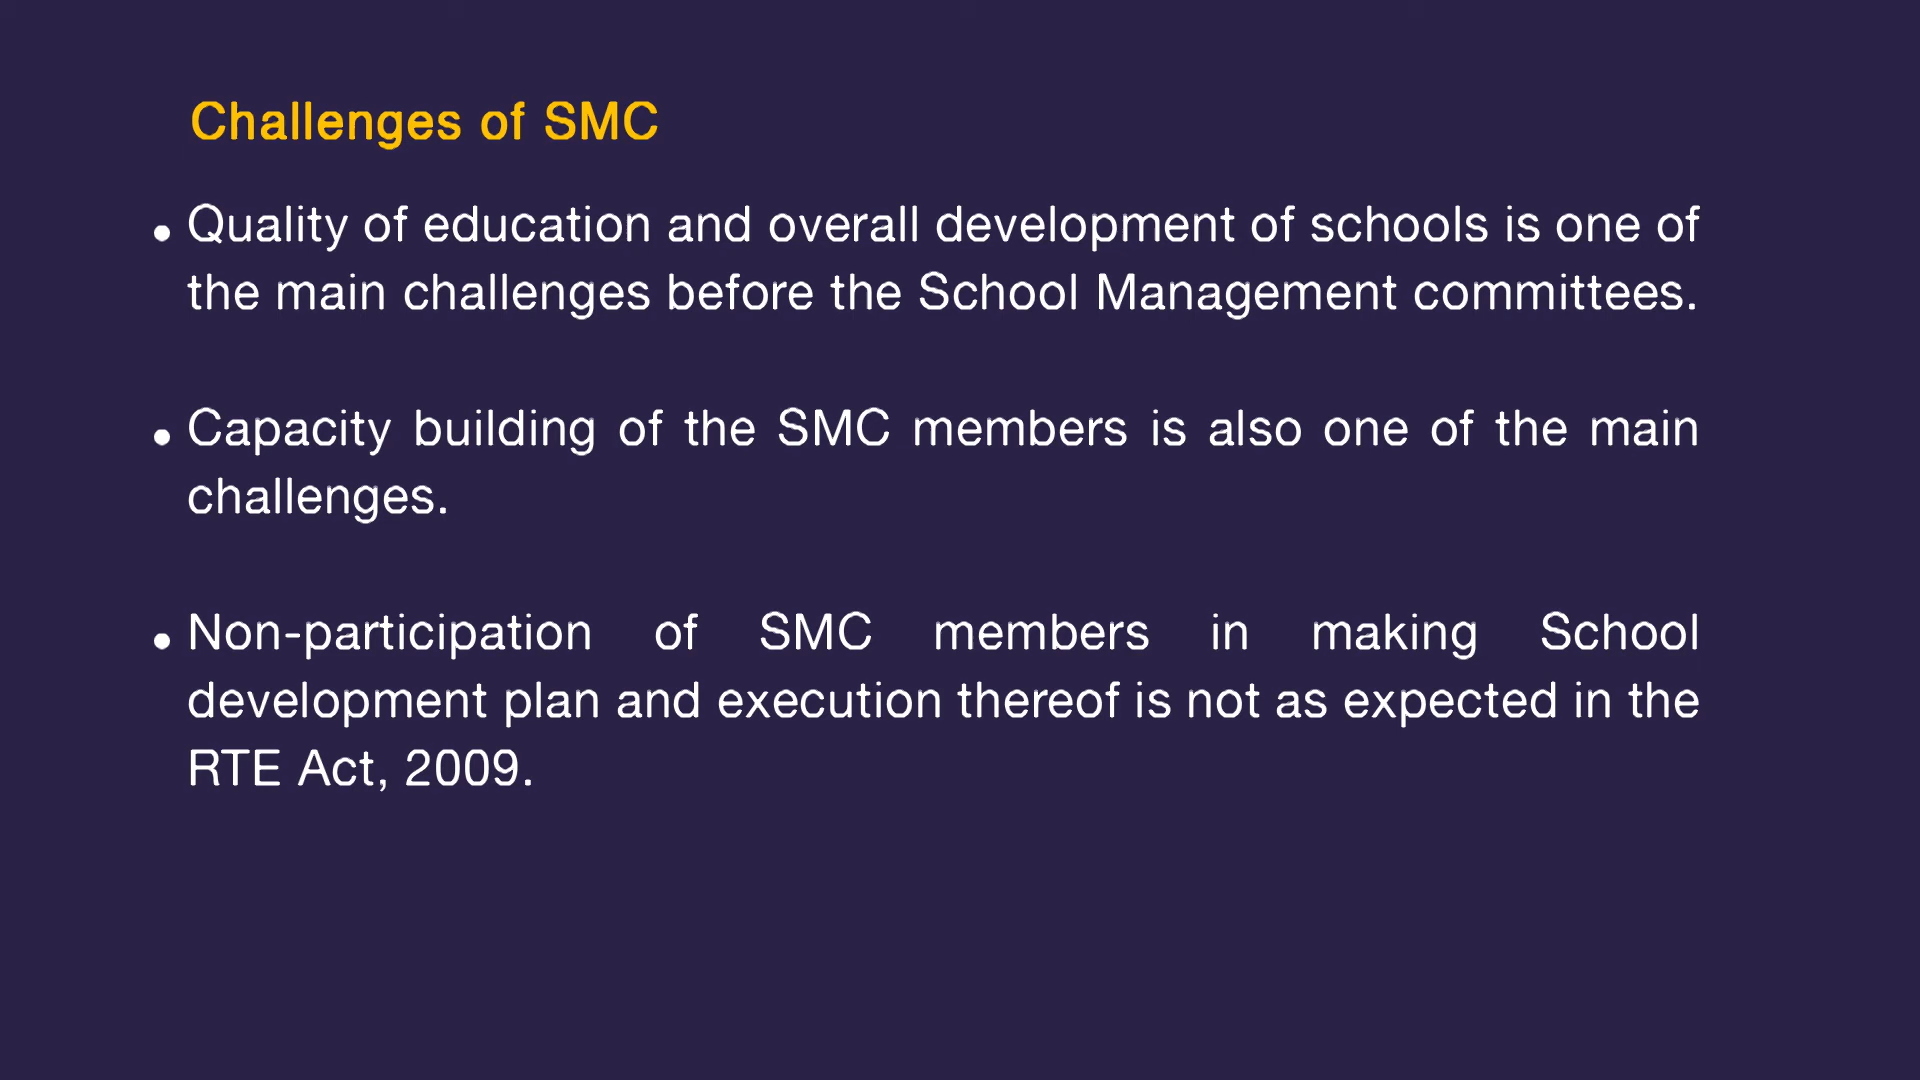 Challenges of SMC
• Quality of education and overall development of schools is one of
the main challenges before the School Management committees.
• Capacity building of the SMC members is also one of the main
challenges.
• Non-participation of SMC members in making School
development plan and execution thereof is not as expected in the
RTE Act, 2009.